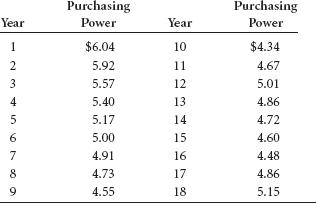 Purchasing Purchasing
Year Power Year Power
1 $6.04 10 $4.34
2 5.92 11 4.67
3 5.57 12 5.01
4 5.40 13 4.86
5 5.17 14 4.72
6 5.00 15 4.60
7 4.91 16 4.48
8 4.73 17 4.86
9 4.55 18 5.15